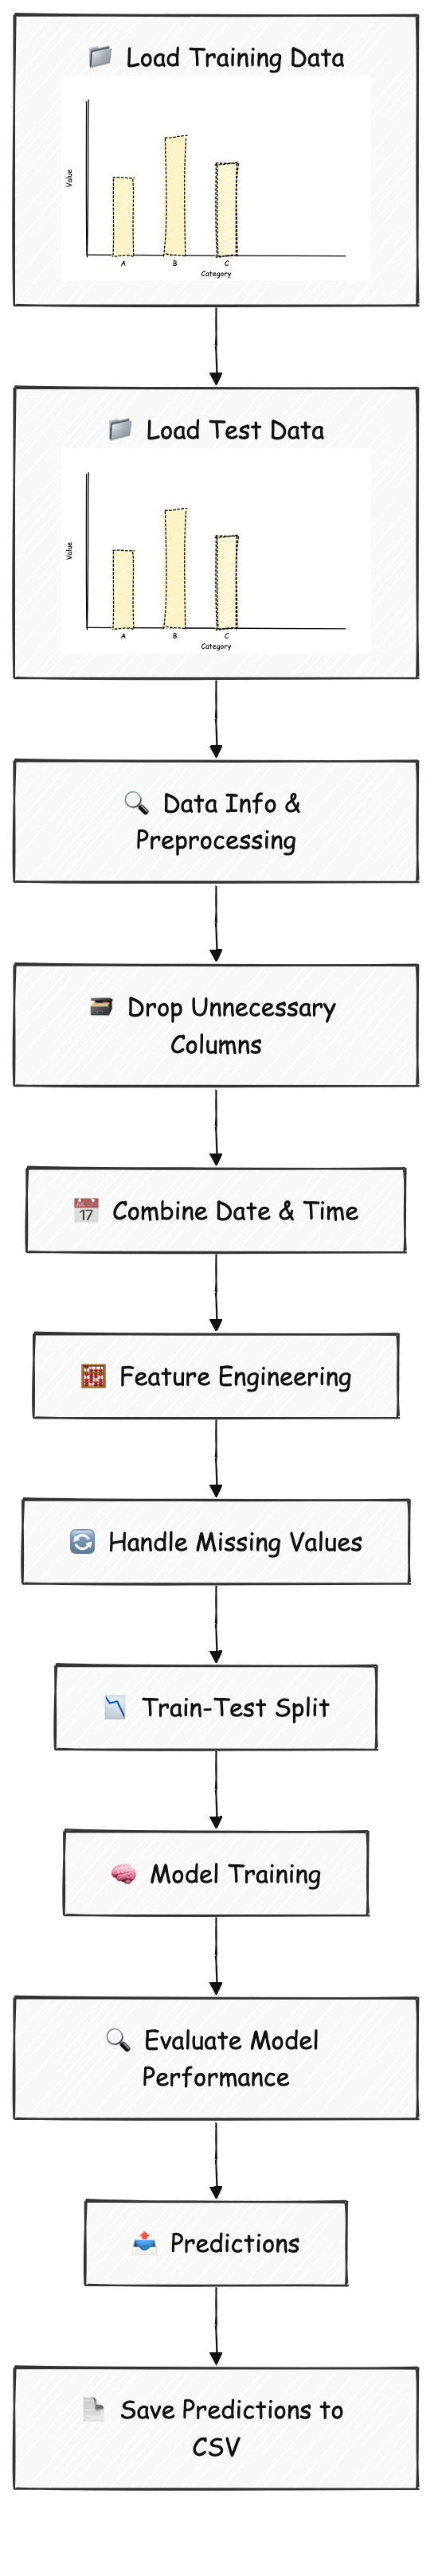 Load Training Data
Value
A B C
Category
Load Test Data
Value
A B C
Category
Data Info &
Preprocessing
Drop Unnecessary
Columns
17
Combine Date & Time
Feature Engineering
Handle Missing Values
Train-Test Split
Model Training
Evaluate Model
Performance
Predictions
Save Predictions to
CSV